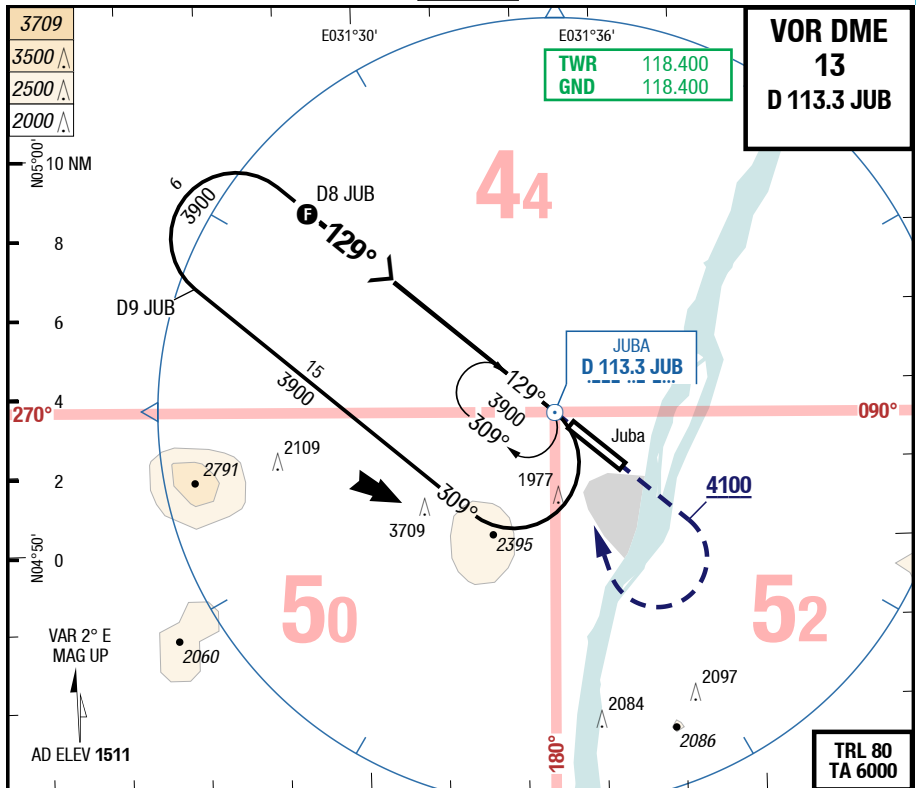 3709
3500
2500
2000
E031°30'
E031°36'
TWR 118.400
GND 118.400
VOR DME
13
D 113.3 JUB
N05°00'
10 NM
8
6
4
2
0
N04°50'
44
6
3900
D8 JUB
F
129°
D9 JUB
15
3900
JUBA
D 113.3 JUB
129°
3900
309°
270°
090°
Juba
2109
2791
1977
4100
309°
3709
2395
50
52
2060
VAR 2° E
MAG UP
2097
2084
2086
180°
AD ELEV 1511
TRL 80
TA 6000